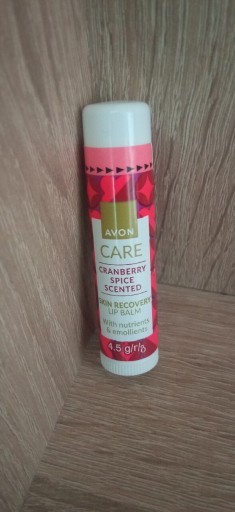 AVON
CARE
CRANBERRY
SPICE
SCENTED
SKIN RECOVERY
LIP BALM
With nutrients
& emollients
4.5 g/r/g